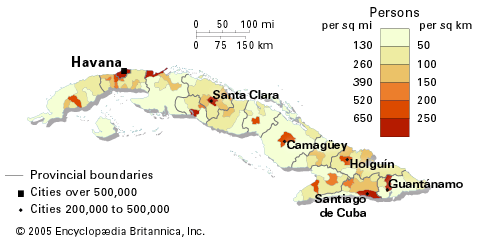 Persons
per sq mi per sq km
0 50 100 mi
0 75 150 km
130 50
260 100
390 150
520 200
650 250
Havana
Santa Clara
Camagüey
Holguín
Guantánamo
Santiago
de Cuba
Provincial boundaries
Cities over 500,000
Cities 200,000 to 500,000
© 2005 Encyclopædia Britannica, Inc.